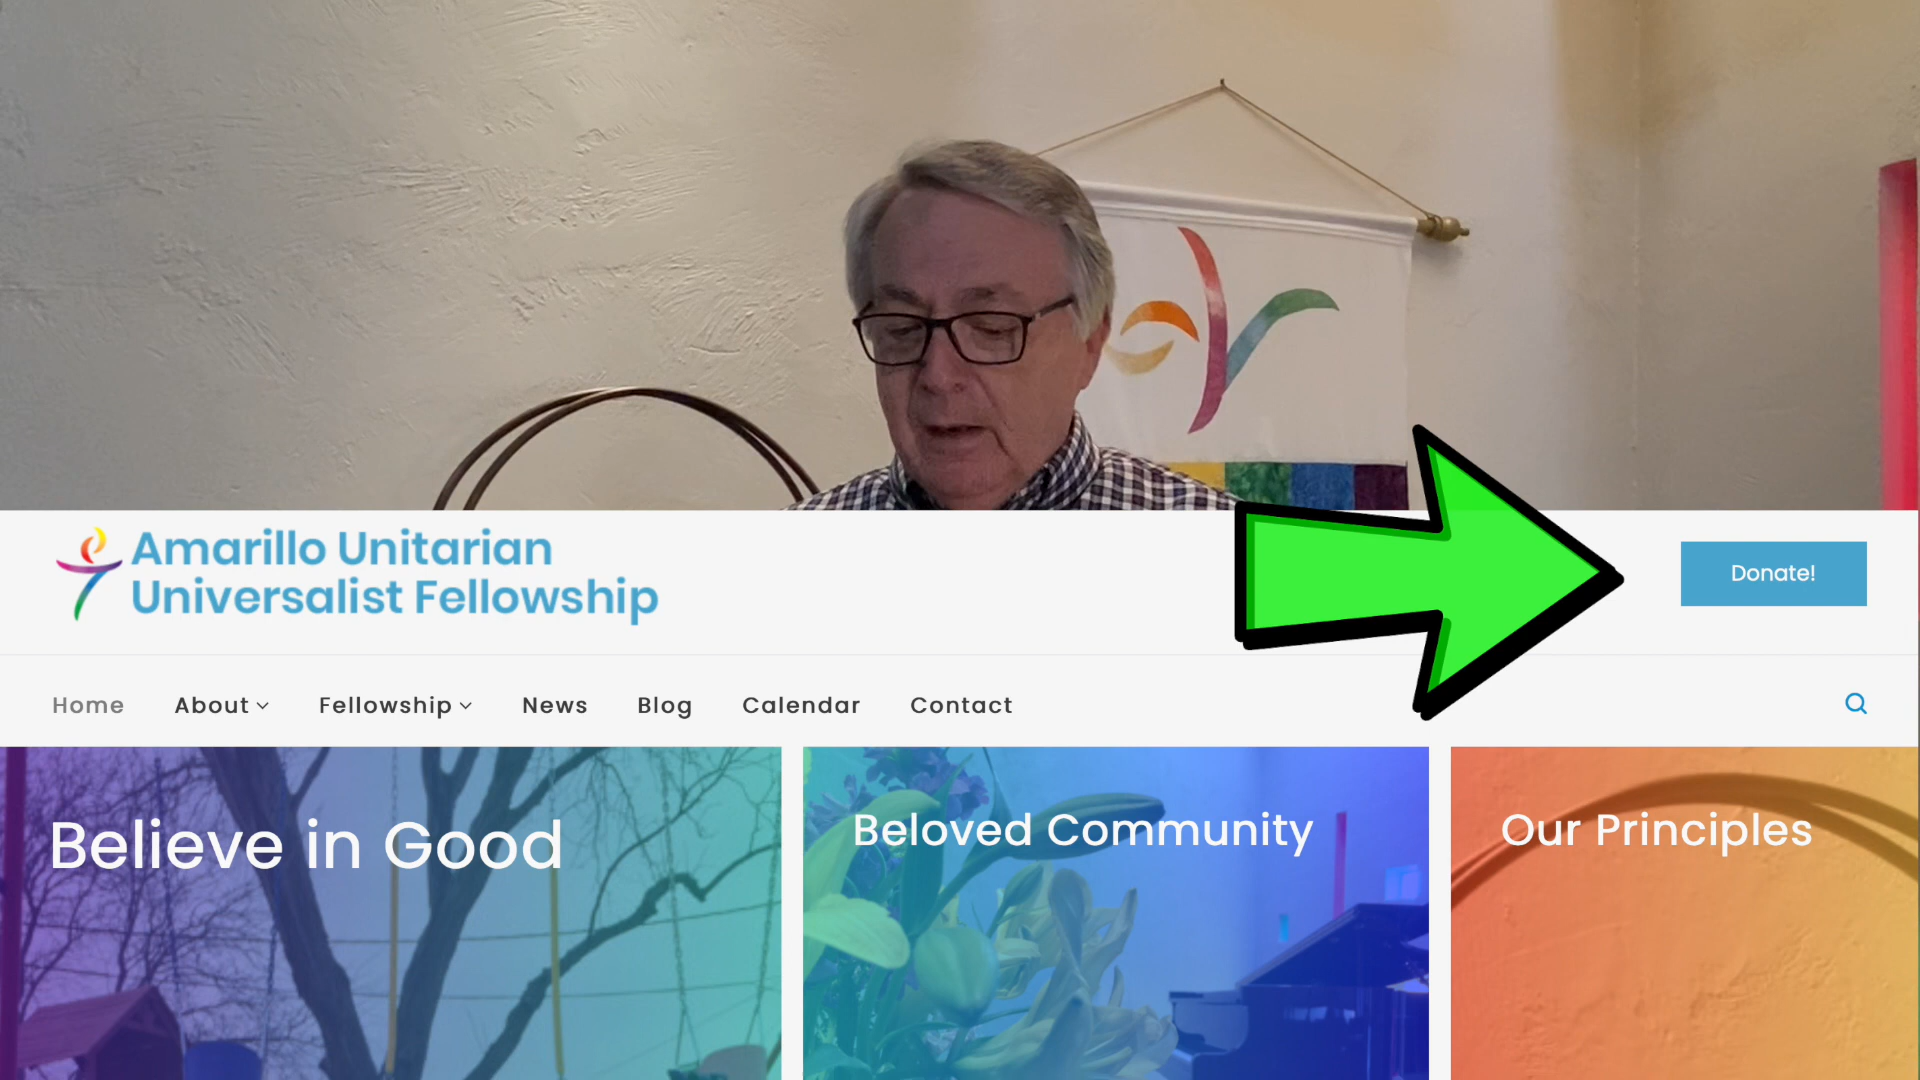 Amarillo Unitarian
Universalist Fellowship
Donate!
Home About Fellowship News Blog Calendar Contact
Believe in Good
Beloved Community
Our Principles